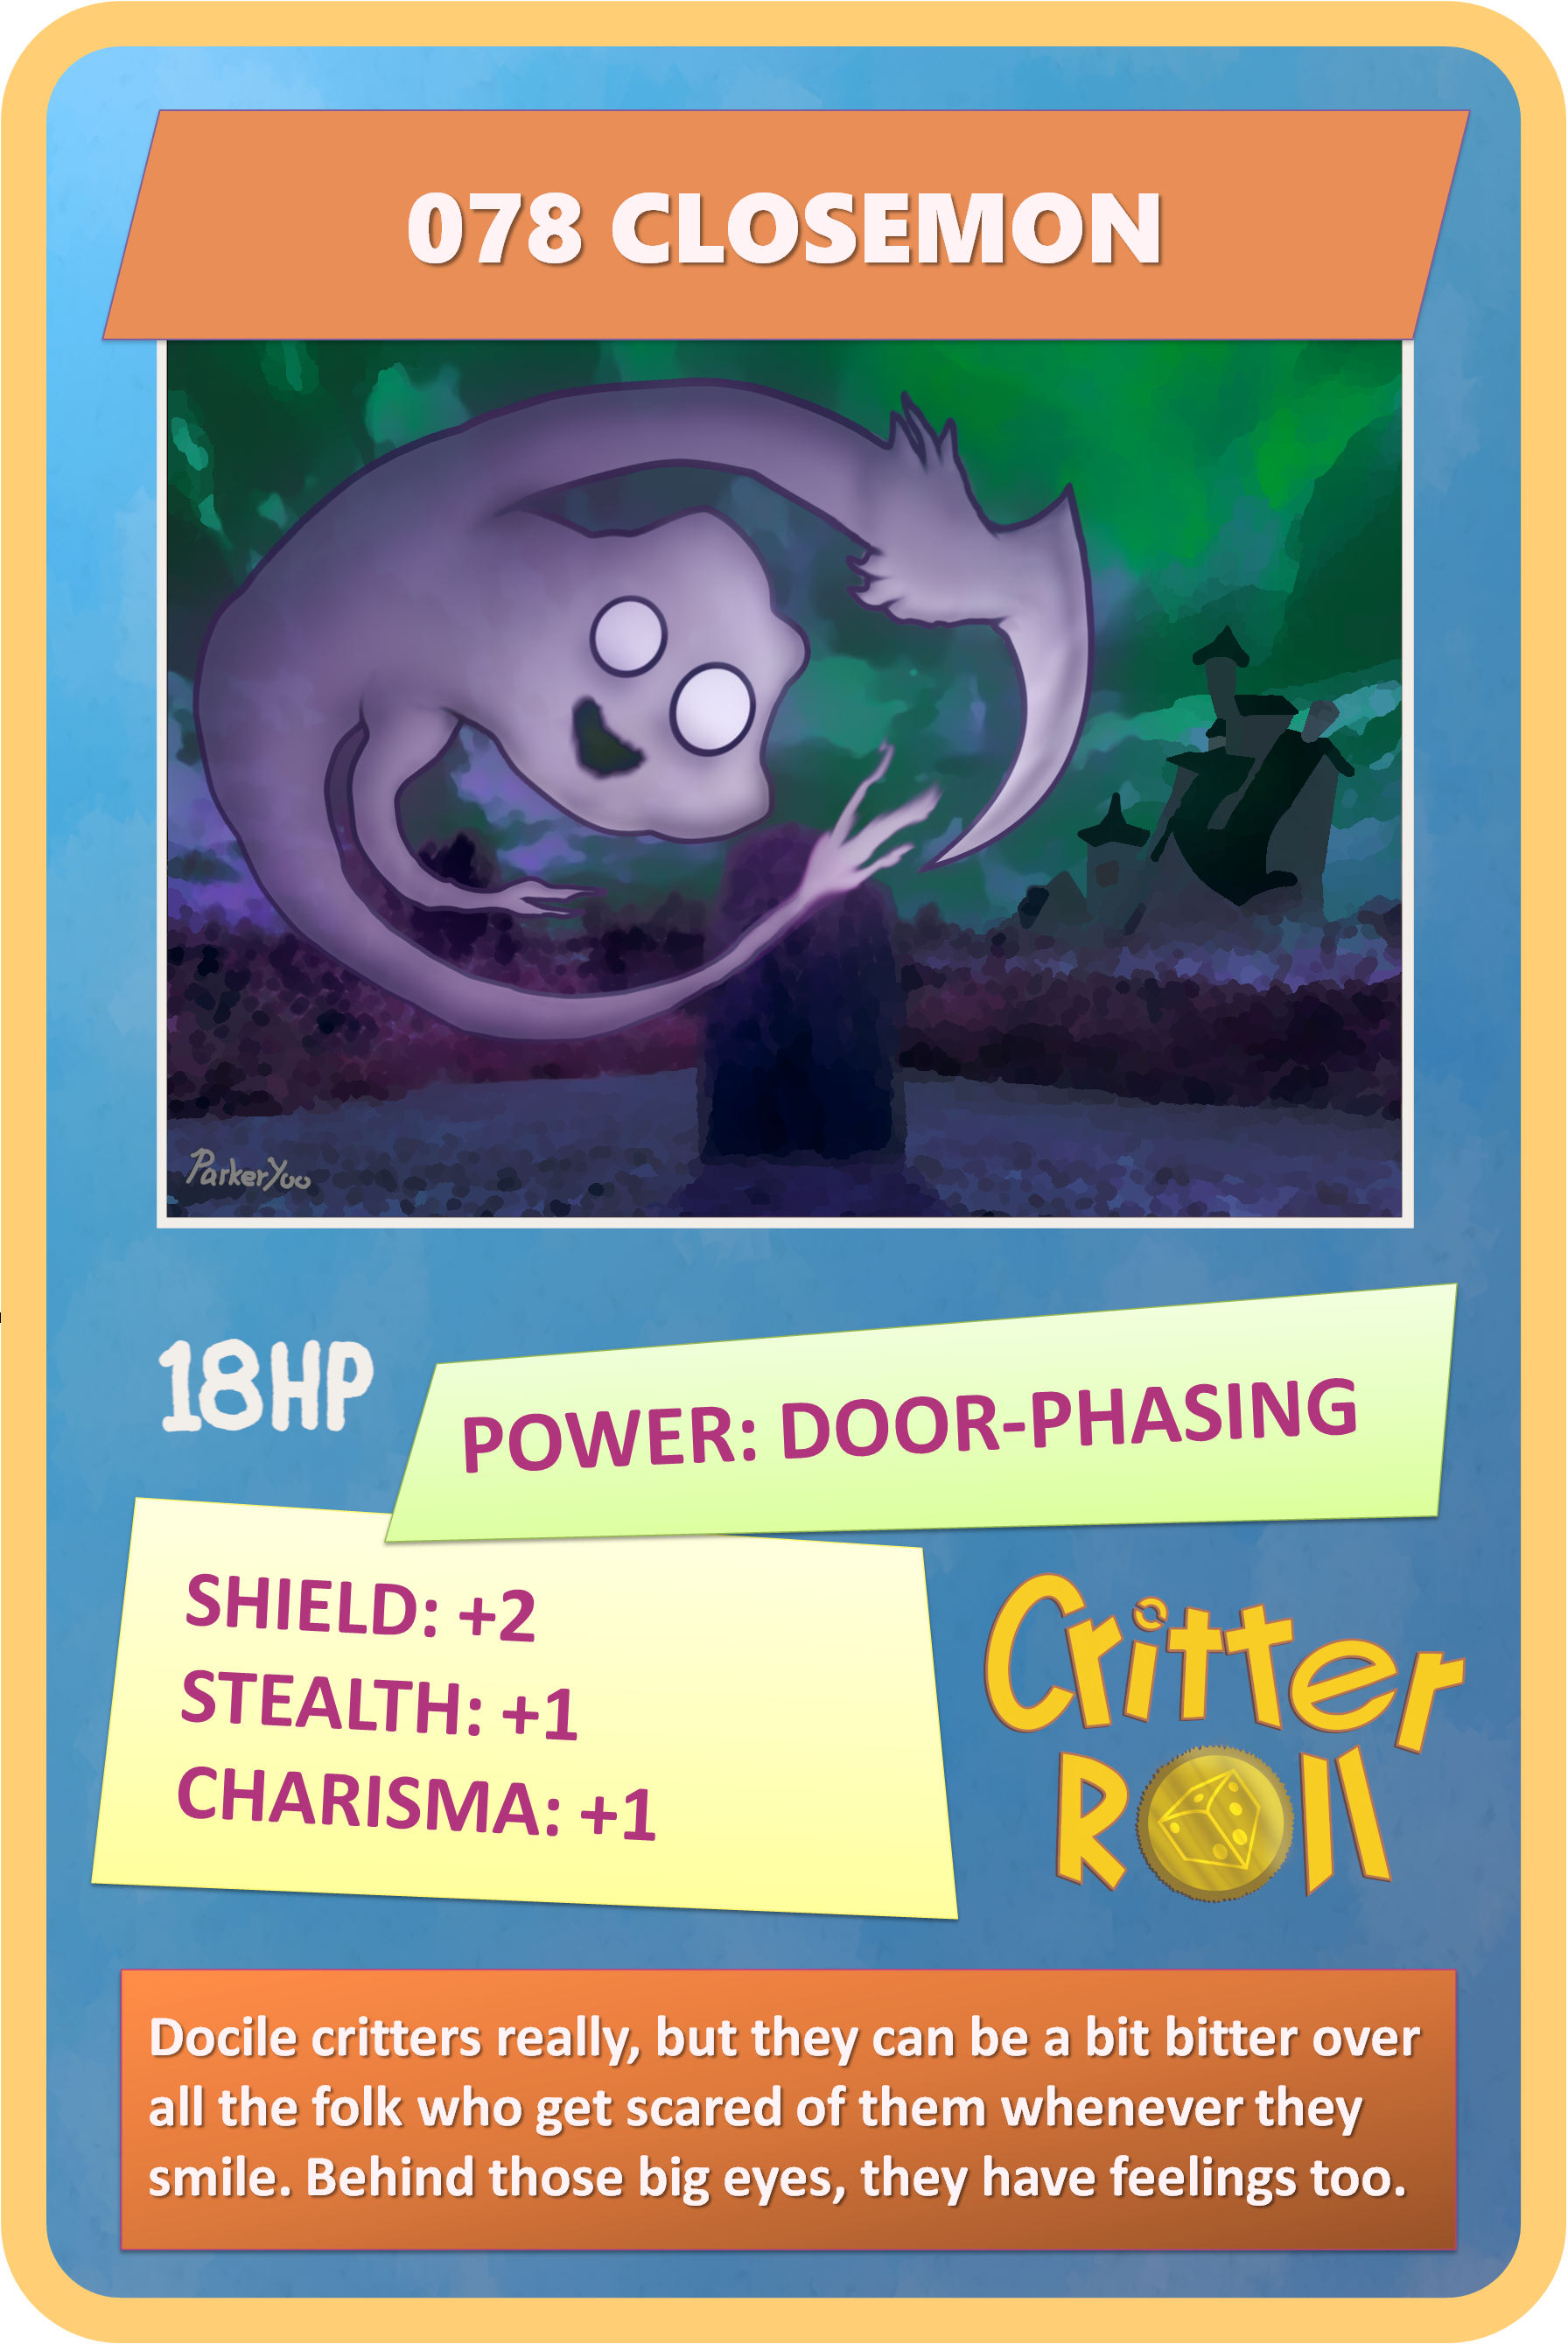 078 CLOSEMON
ParkerYoo
18HP
POWER: DOOR-PHASING
SHIELD: +2
STEALTH: +1
CHARISMA: +1
Critter
Roll
Docile critters really, but they can be a bit bitter over
all the folk who get scared of them whenever they
smile. Behind those big eyes, they have feelings too.